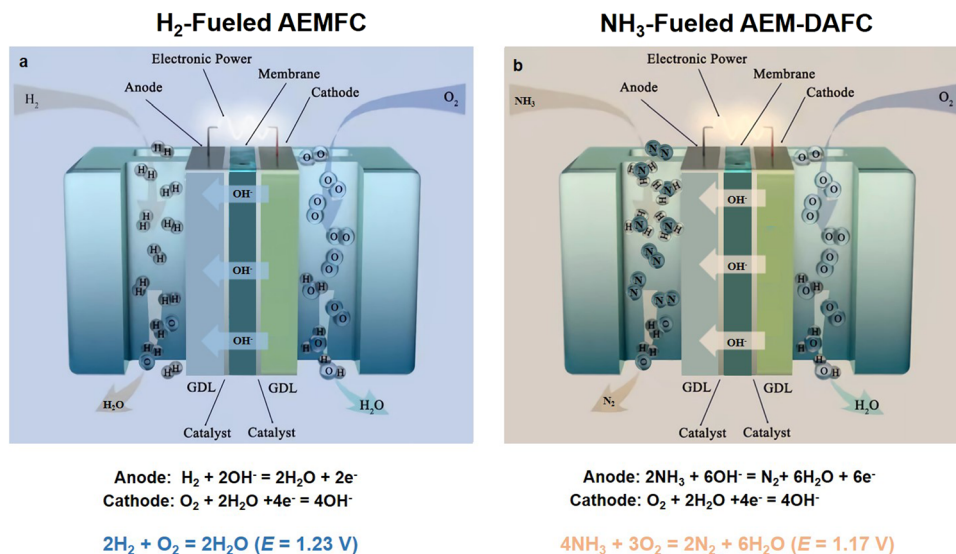 H₂-Fueled AEMFC
a
Electronic Power
Membrane
Anode
Cathode
H₂
O₂
OH⁻
OH⁻
OH⁻
GDL
GDL
H₂O
H₂O
Catalyst
Catalyst
Anode: H₂ + 2OH⁻ = 2H₂O + 2e⁻
Cathode: O₂ + 2H₂O +4e⁻ = 4OH⁻
2H₂ + O₂ = 2H₂O (E = 1.23 V)
NH₃-Fueled AEM-DAFC
b
Electronic Power
Membrane
Anode
Cathode
NH₃
O₂
OH⁻
OH⁻
OH⁻
GDL
GDL
N₂
H₂O
Catalyst
Catalyst
Anode: 2NH₃ + 6OH⁻ = N₂+ 6H₂O + 6e⁻
Cathode: O₂ + 2H₂O +4e⁻ = 4OH⁻
4NH₃ + 3O₂ = 2N₂ + 6H₂O (E = 1.17 V)